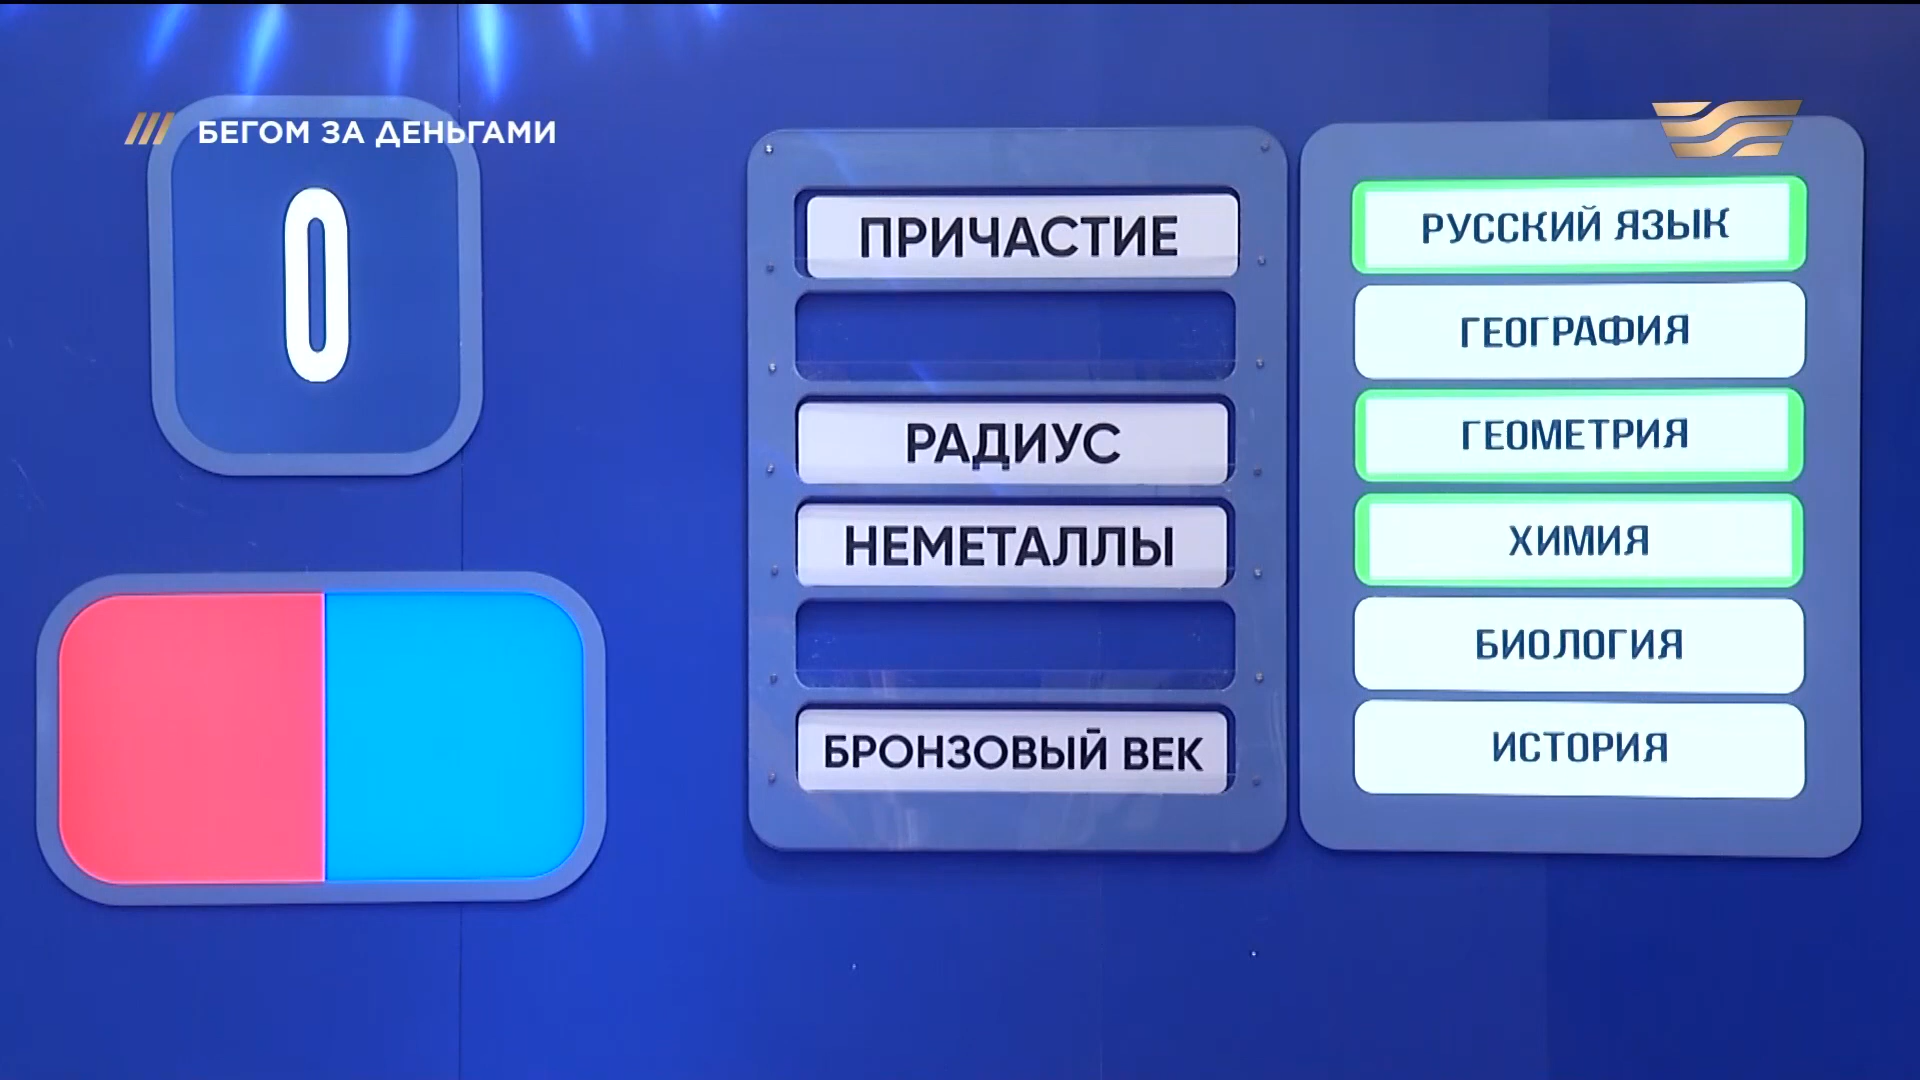 /// БЕГОМ ЗА ДЕНЬГАМИ
0
ПРИЧАСТИЕ
РАДИУС
НЕМЕТАЛЛЫ
БРОНЗОВЫЙ ВЕК
РУССКИЙ ЯЗЫК
ГЕОГРАФИЯ
ГЕОМЕТРИЯ
ХИМИЯ
БИОЛОГИЯ
ИСТОРИЯ